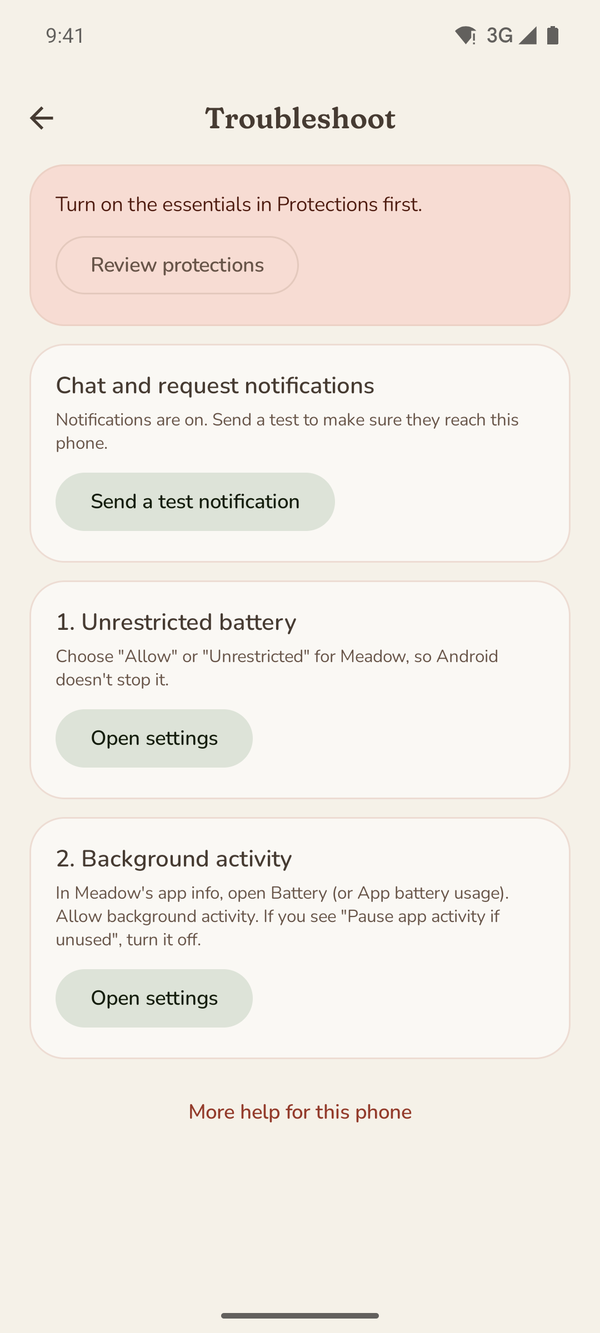 9:41
3G
Troubleshoot
Turn on the essentials in Protections first.
Review protections
Chat and request notifications
Notifications are on. Send a test to make sure they reach this
phone.
Send a test notification
1. Unrestricted battery
Choose "Allow" or "Unrestricted" for Meadow, so Android
doesn't stop it.
Open settings
2. Background activity
In Meadow's app info, open Battery (or App battery usage).
Allow background activity. If you see "Pause app activity if
unused", turn it off.
Open settings
More help for this phone